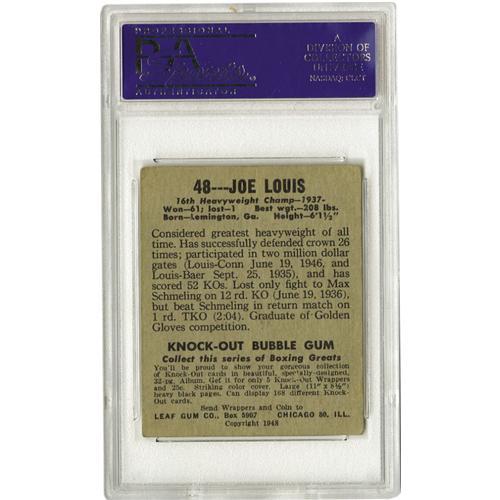 PROFESSIONAL
PSA
AUTHENTICATOR
A
DIVISION OF
COLLECTORS
UNIVERSE
NASDAQ: CLCT
48---JOE LOUIS
16th Heavyweight Champ—1937-
Won—61; lost—1 Best wgt.—208 lbs.
Born—Lemington, Ga. Height—6'1½"
Considered greatest heavyweight of all
time. Has successfully defended crown 26
times; participated in two million dollar
gates (Louis-Conn June 19, 1946, and
Louis-Baer Sept. 25, 1935), and has
scored 52 KOs. Lost only fight to Max
Schmeling on 12 rd. KO (June 19, 1936),
but beat Schmeling in return match on
1 rd. TKO (2:04). Graduate of Golden
Gloves competition.
KNOCK-OUT BUBBLE GUM
Collect this series of Boxing Greats
You'll be proud to show your gorgeous collection
of Knock-Out cards in beautiful, specially-designed,
32-pg. Album. Get it for only 5 Knock-Out Wrappers
and 25c. Striking color cover. Large (11" x 8½")
heavy black pages. Can display 168 different Knock-
Out cards.
Send Wrappers and Coin to
LEAF GUM CO., Box 5907 CHICAGO 80, ILL.
Copyright 1948